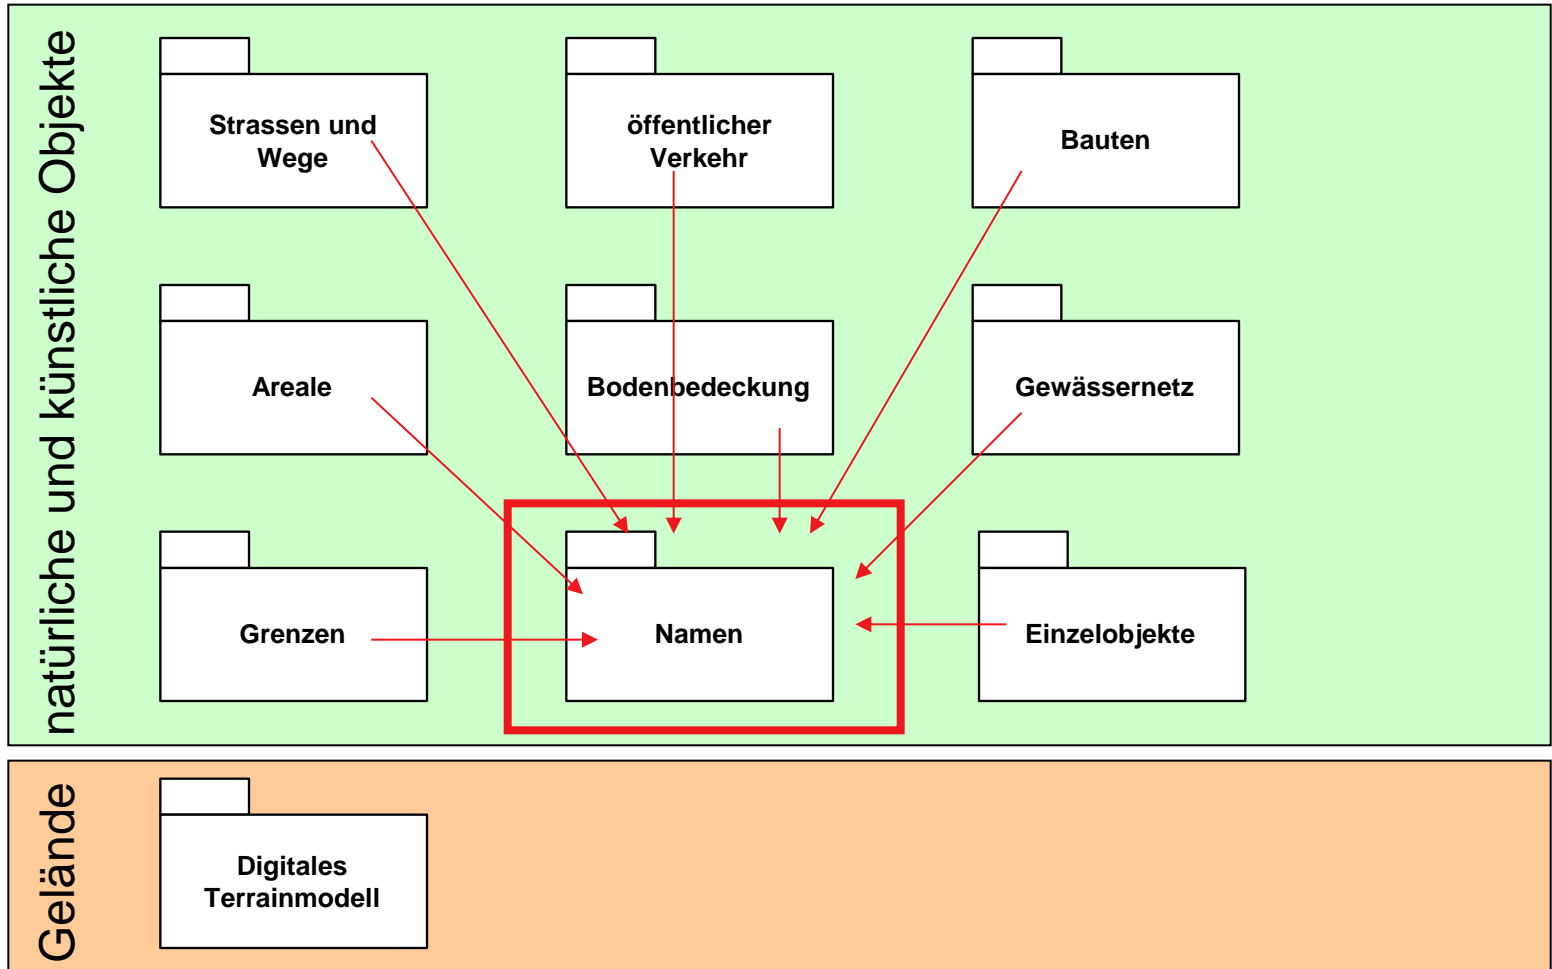 natürliche und künstliche Objekte
Strassen und
Wege
öffentlicher
Verkehr
Bauten
Areale
Bodenbedeckung
Gewässernetz
Grenzen
Namen
Einzelobjekte
Gelände
Digitales
Terrainmodell